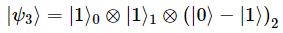 |ψ₃⟩ = |1⟩₀ ⊗ |1⟩₁ ⊗ (|0⟩ − |1⟩)₂